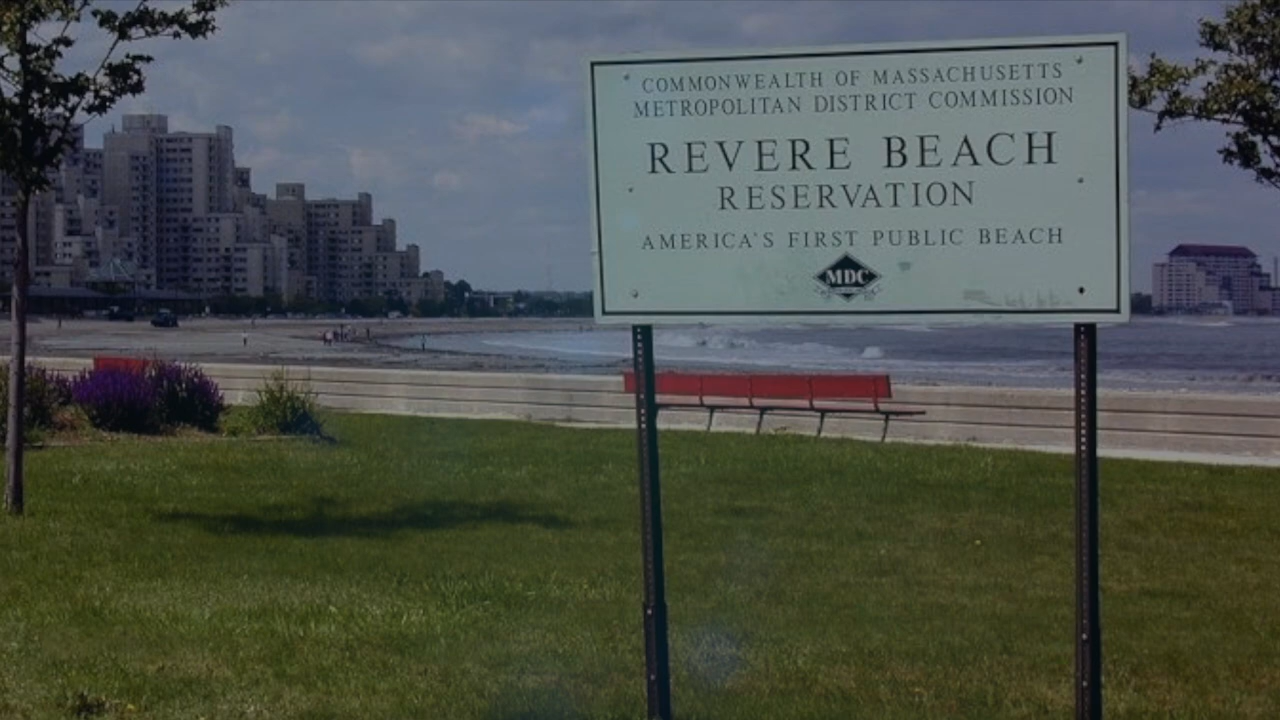 COMMONWEALTH OF MASSACHUSETTS
METROPOLITAN DISTRICT COMMISSION
REVERE BEACH
RESERVATION
AMERICA'S FIRST PUBLIC BEACH
MDC